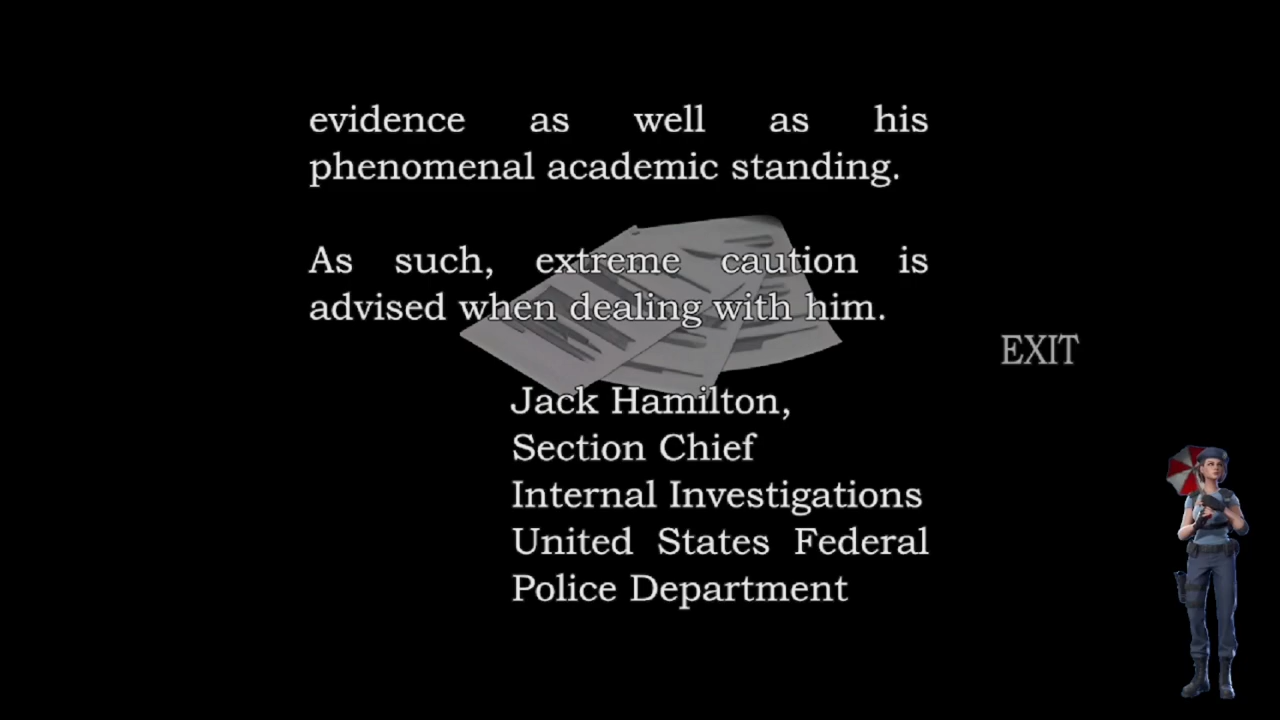 evidence as well as his
phenomenal academic standing.
As such, extreme caution is
advised when dealing with him.
EXIT
Jack Hamilton,
Section Chief
Internal Investigations
United States Federal
Police Department